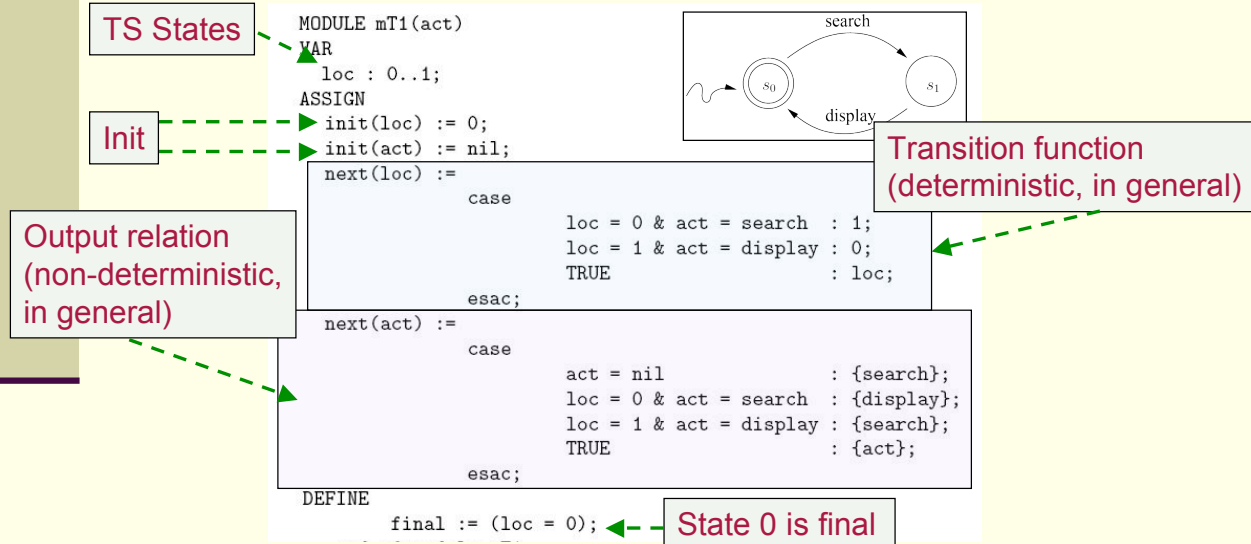 TS States
MODULE mT1(act)
VAR
loc : 0..1;
ASSIGN
Init
init(loc) := 0;
init(act) := nil;
search
s0
s1
display
Transition function
(deterministic, in general)
next(loc) :=
case
loc = 0 & act = search : 1;
loc = 1 & act = display : 0;
TRUE : loc;
esac;
Output relation
(non-deterministic,
in general)
next(act) :=
case
act = nil : {search};
loc = 0 & act = search : {display};
loc = 1 & act = display : {search};
TRUE : {act};
esac;
DEFINE
final := (loc = 0);
State 0 is final